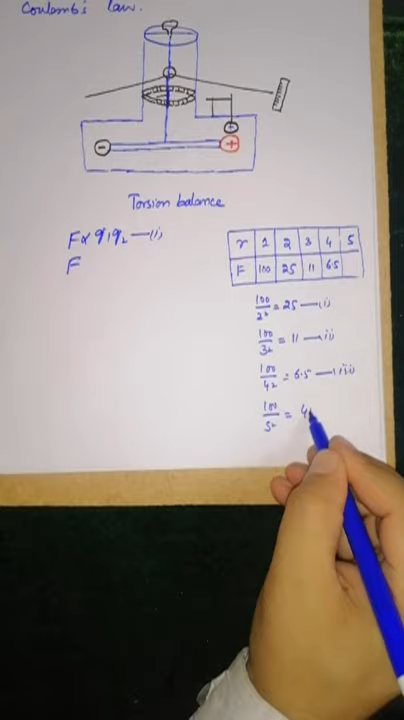 Coulomb's law.
- +
+
Torsion balance
F ∝ q₁q₂ — (i)
F
r 1 2 3 4 5
F 100 25 11 6.5
100/2² = 25 — (i)
100/3² = 11 — (ii)
100/4² = 6.5 — (iii)
100/5² = 4